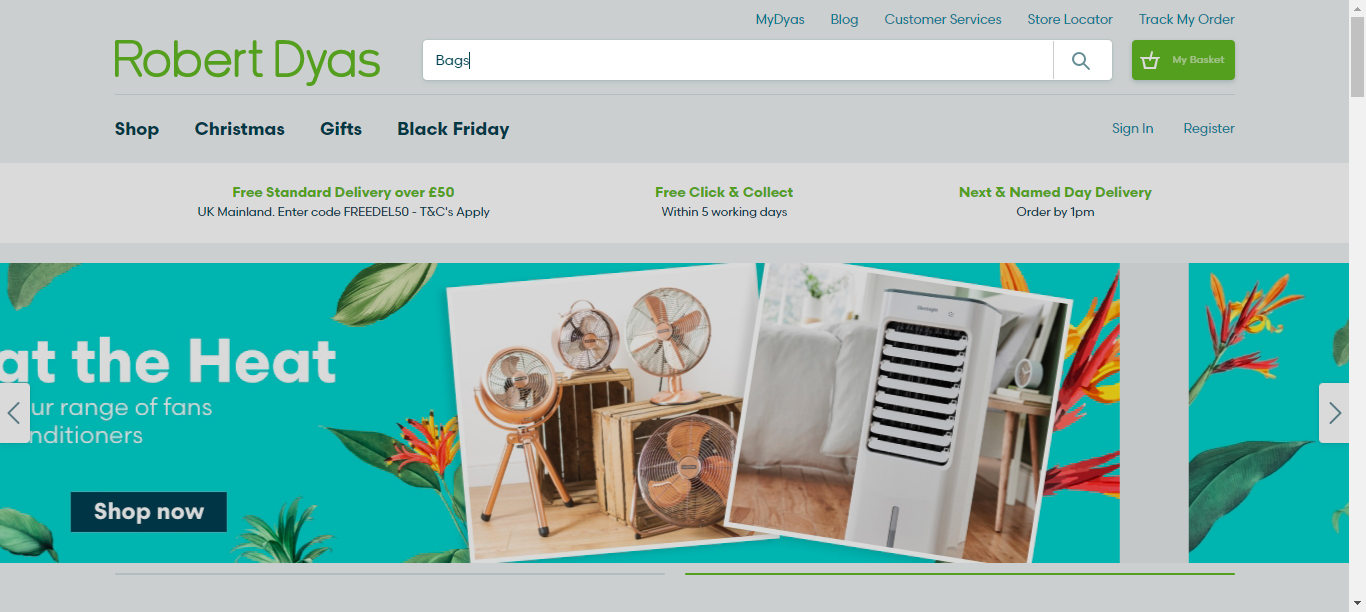 MyDyas Blog Customer Services Store Locator Track My Order
Robert Dyas
Bags
My Basket
Shop Christmas Gifts Black Friday
Sign In Register
Free Standard Delivery over £50
UK Mainland. Enter code FREEDEL50 - T&C's Apply
Free Click & Collect
Within 5 working days
Next & Named Day Delivery
Order by 1pm
at the Heat
ur range of fans
nditioners
Shop now